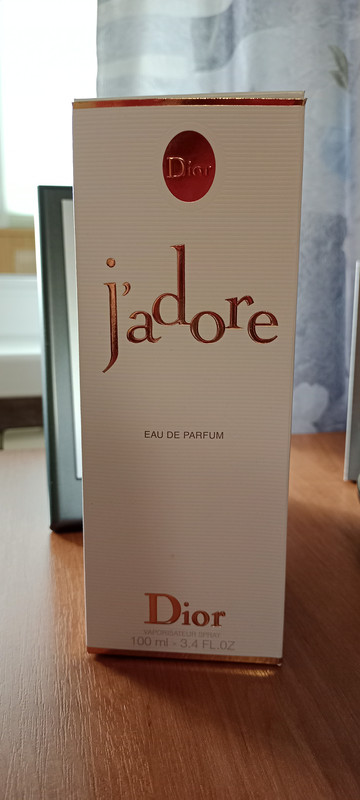 Dior
j'adore
EAU DE PARFUM
Dior
VAPORISATEUR SPRAY
100 ml - 3.4 FL.OZ